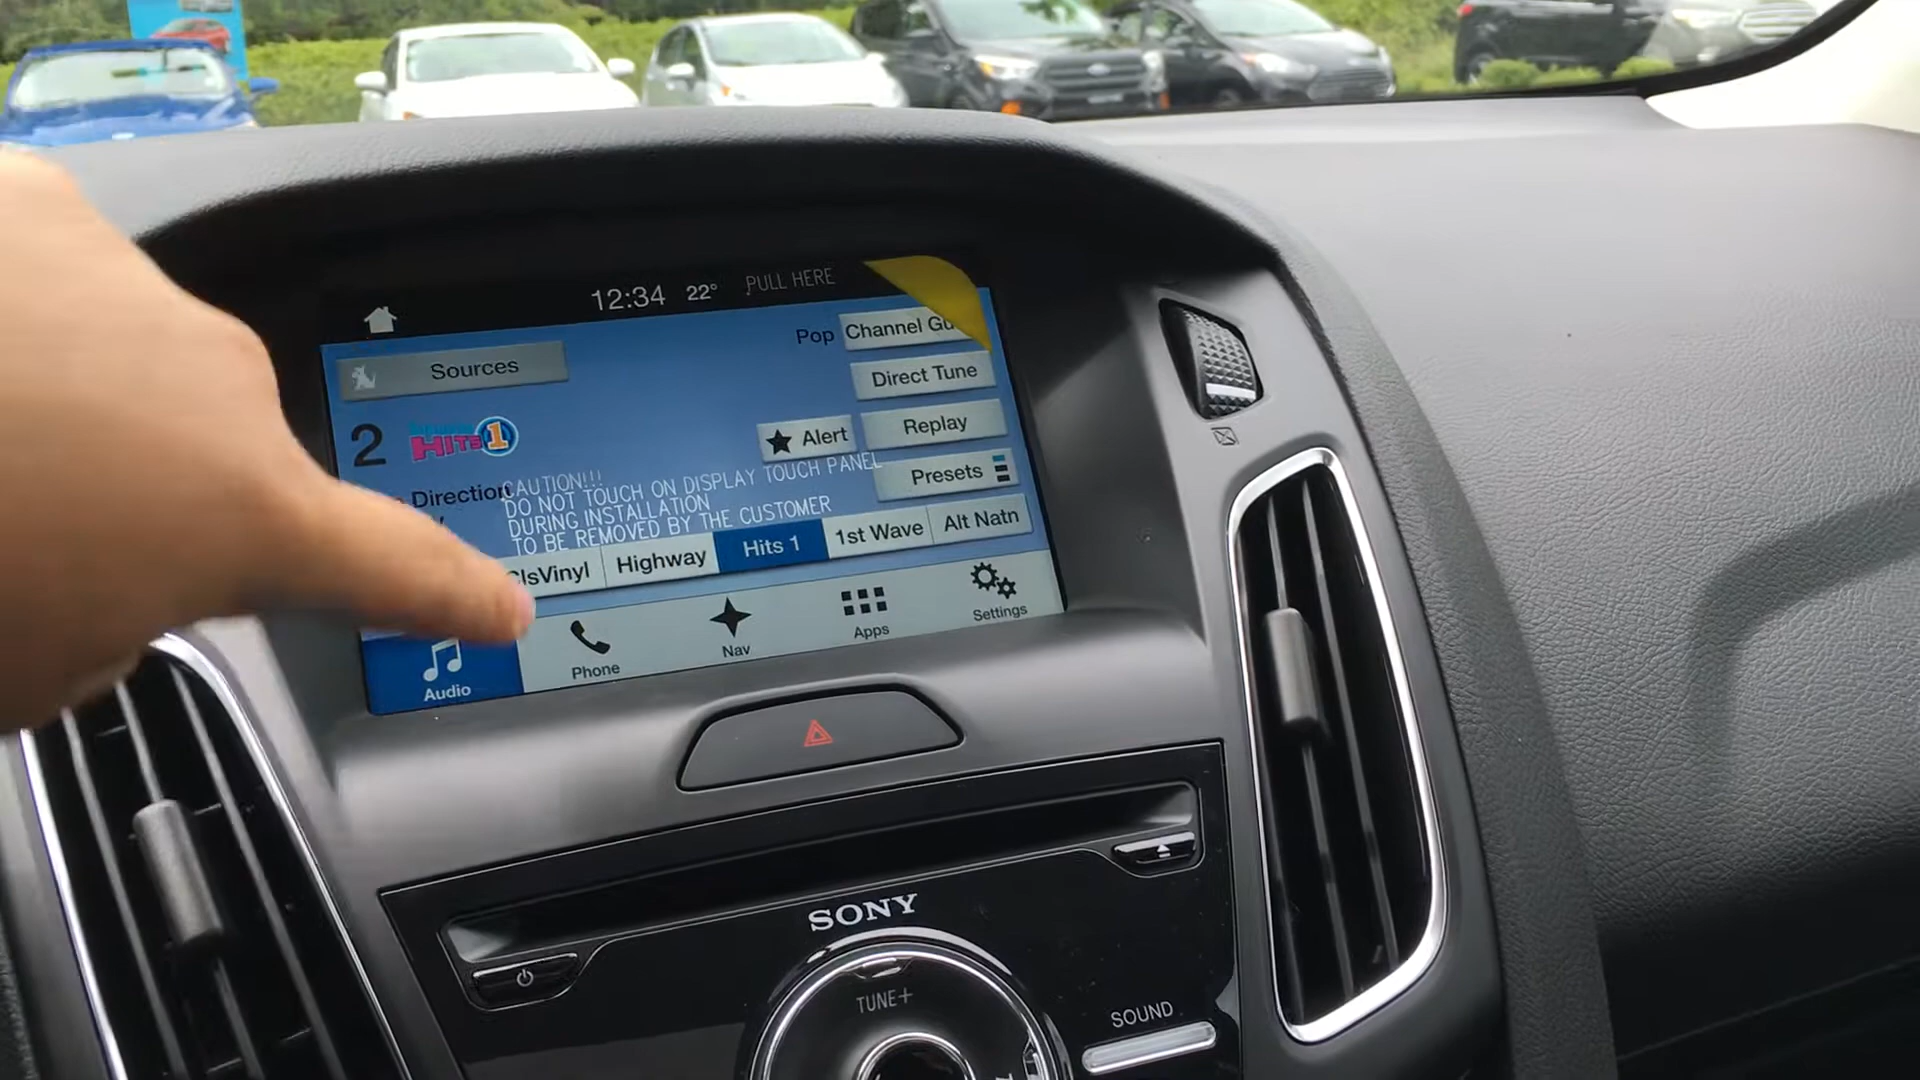 12:34 22° PULL HERE
Sources
Pop
Channel Gu
Direct Tune
2
HITS 1
Alert
Replay
Direction
Presets
CAUTION!!!
DO NOT TOUCH ON DISPLAY TOUCH PANEL
DURING INSTALLATION
TO BE REMOVED BY THE CUSTOMER
ClsVinyl Highway Hits 1 1st Wave Alt Natn
Audio Phone Nav Apps Settings
SONY
TUNE+
SOUND